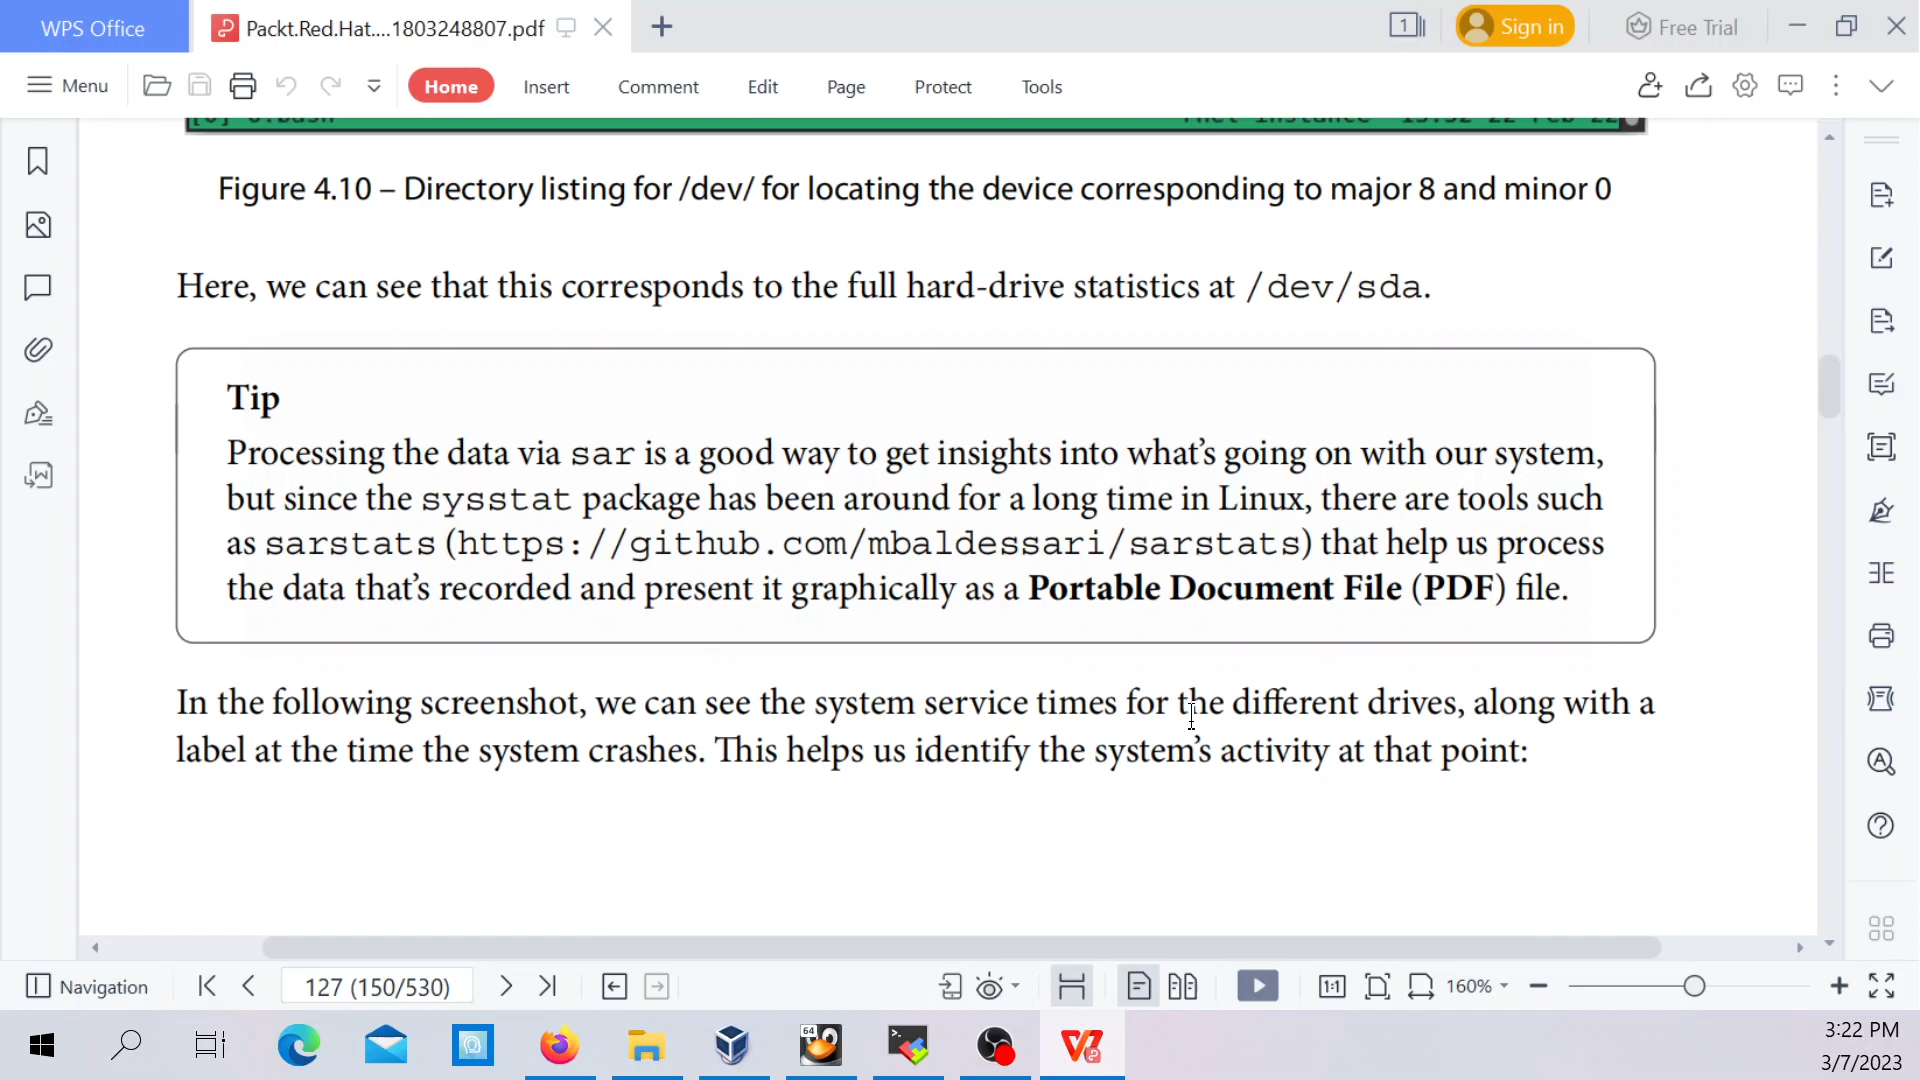 WPS Office
Packt.Red.Hat....1803248807.pdf
1
Sign in
Free Trial
Menu
Home
Insert
Comment
Edit
Page
Protect
Tools
[0] 0:bash
Figure 4.10 – Directory listing for /dev/ for locating the device corresponding to major 8 and minor 0
Here, we can see that this corresponds to the full hard-drive statistics at /dev/sda.
Tip
Processing the data via sar is a good way to get insights into what’s going on with our system,
but since the sysstat package has been around for a long time in Linux, there are tools such
as sarstats (https://github.com/mbaldessari/sarstats) that help us process
the data that’s recorded and present it graphically as a Portable Document File (PDF) file.
In the following screenshot, we can see the system service times for the different drives, along with a
label at the time the system crashes. This helps us identify the system’s activity at that point:
Navigation
127 (150/530)
1:1
160%
64
3:22 PM
3/7/2023